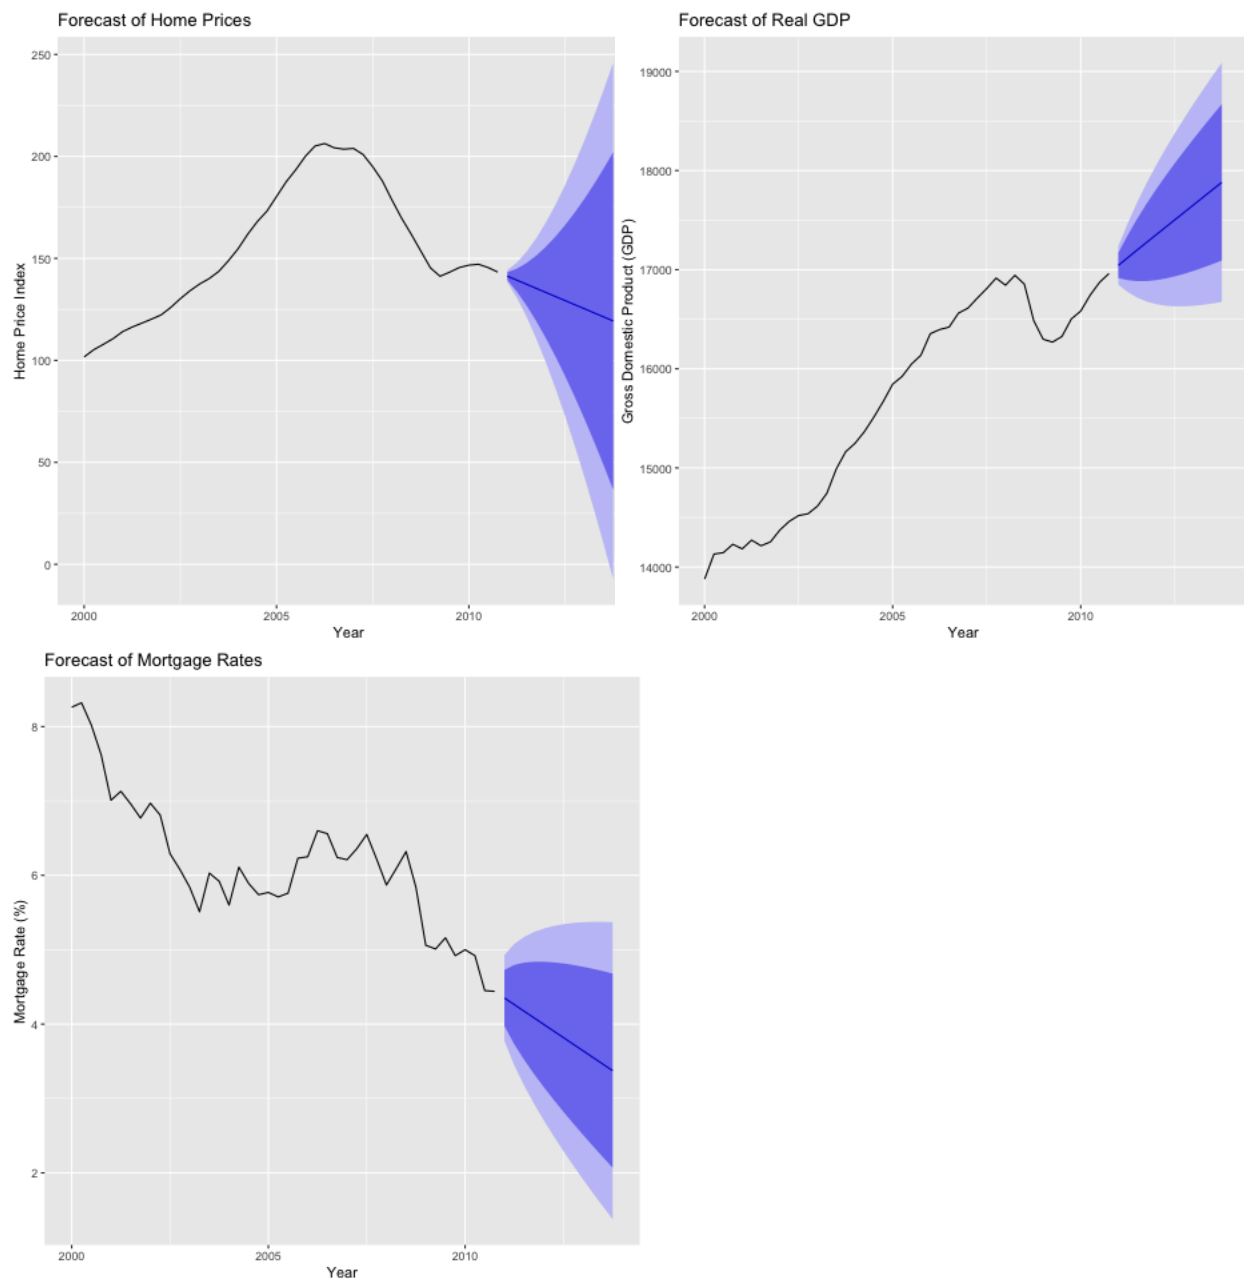 Forecast of Home Prices
250
200
150
100
50
0
Home Price Index
2000
2005
2010
Year
Forecast of Real GDP
19000
18000
17000
16000
15000
14000
Gross Domestic Product (GDP)
2000
2005
2010
Year
Forecast of Mortgage Rates
8
6
4
2
Mortgage Rate (%)
2000
2005
2010
Year